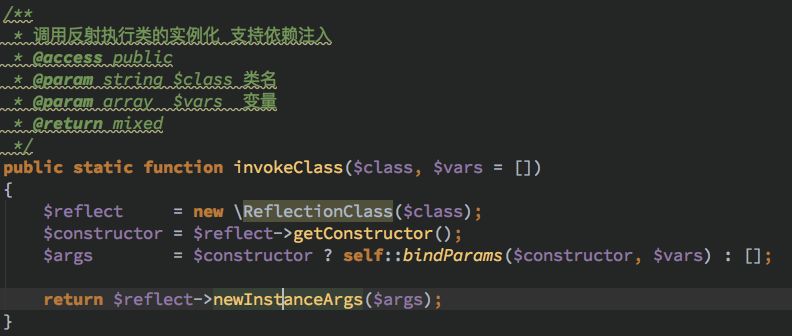 /**
 * 调用反射执行类的实例化 支持依赖注入
 * @access public
 * @param string $class 类名
 * @param array  $vars  变量
 * @return mixed
 */
public static function invokeClass($class, $vars = [])
{
    $reflect     = new \ReflectionClass($class);
    $constructor = $reflect->getConstructor();
    $args        = $constructor ? self::bindParams($constructor, $vars) : [];

    return $reflect->newInstanceArgs($args);
}